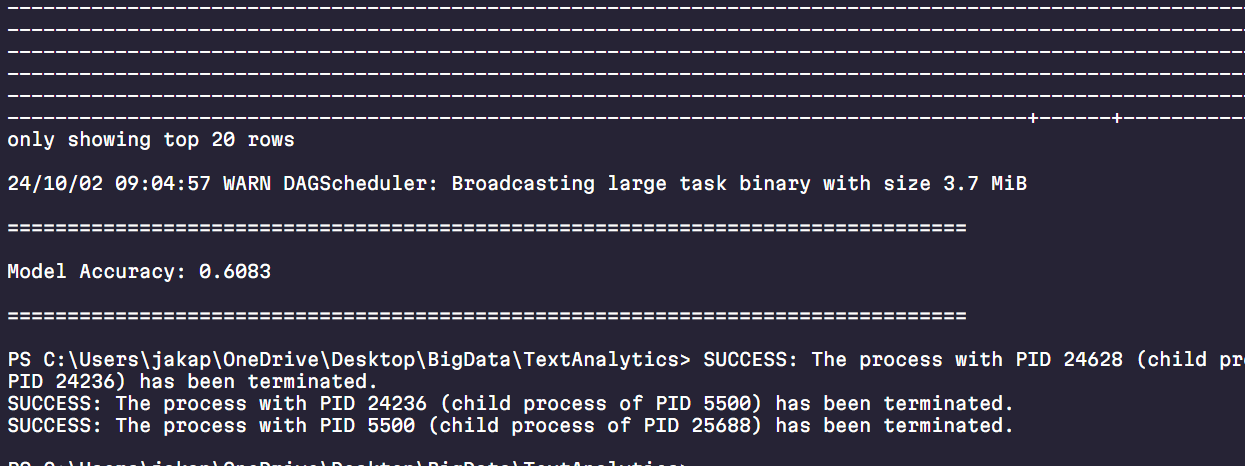 only showing top 20 rows
24/10/02 09:04:57 WARN DAGScheduler: Broadcasting large task binary with size 3.7 MiB
================================================================================
Model Accuracy: 0.6083
================================================================================
PS C:\Users\jakap\OneDrive\Desktop\BigData\TextAnalytics> SUCCESS: The process with PID 24628 (child
PID 24236) has been terminated.
SUCCESS: The process with PID 24236 (child process of PID 5500) has been terminated.
SUCCESS: The process with PID 5500 (child process of PID 25688) has been terminated.
PS C:\Users\jakap\OneDrive\Desktop\BigData\TextAnalytics>